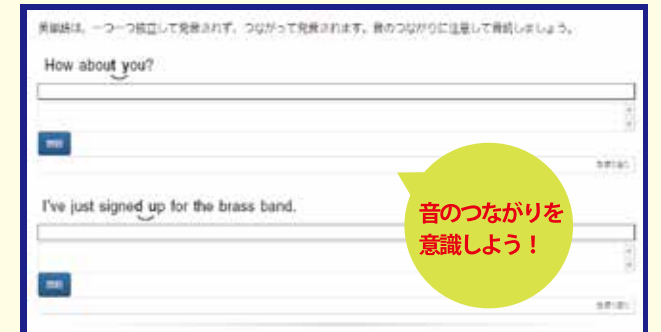 英単語は、一つ一つ独立して発音されず、つながって発音されます。音のつながりに注意して音読しましょう。
How about you?
I've just signed up for the brass band.
音のつながりを
意識しよう！